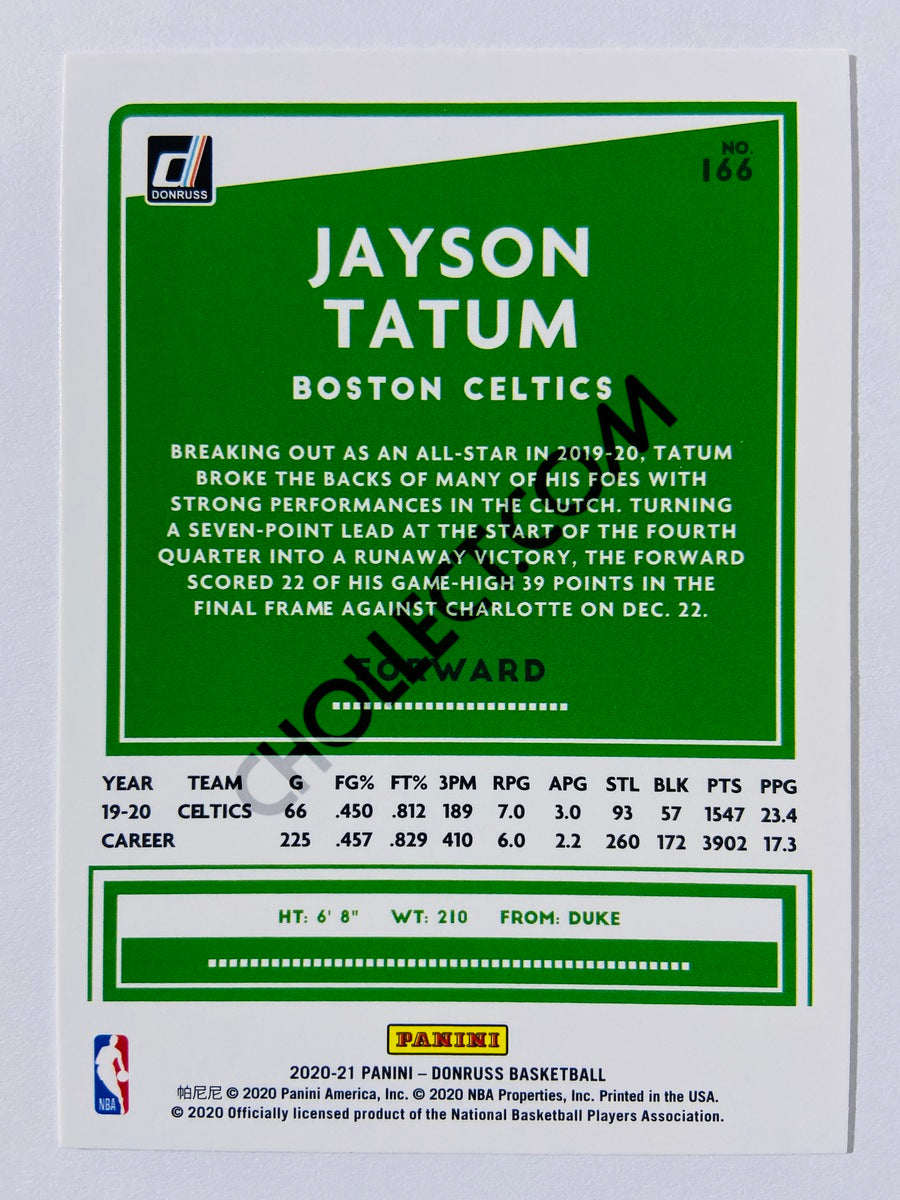 DONRUSS
NO.
166
JAYSON
TATUM
BOSTON CELTICS
BREAKING OUT AS AN ALL-STAR IN 2019-20, TATUM
BROKE THE BACKS OF MANY OF HIS FOES WITH
STRONG PERFORMANCES IN THE CLUTCH. TURNING
A SEVEN-POINT LEAD AT THE START OF THE FOURTH
QUARTER INTO A RUNAWAY VICTORY, THE FORWARD
SCORED 22 OF HIS GAME-HIGH 39 POINTS IN THE
FINAL FRAME AGAINST CHARLOTTE ON DEC. 22.
CHOLLECT.COM
FORWARD
YEAR TEAM G FG% FT% 3PM RPG APG STL BLK PTS PPG
19-20 CELTICS 66 .450 .812 189 7.0 3.0 93 57 1547 23.4
CAREER 225 .457 .829 410 6.0 2.2 260 172 3902 17.3
HT: 6' 8" WT: 210 FROM: DUKE
PANINI
NBA
2020-21 PANINI – DONRUSS BASKETBALL
帕尼尼 © 2020 Panini America, Inc. © 2020 NBA Properties, Inc. Printed in the USA.
© 2020 Officially licensed product of the National Basketball Players Association.